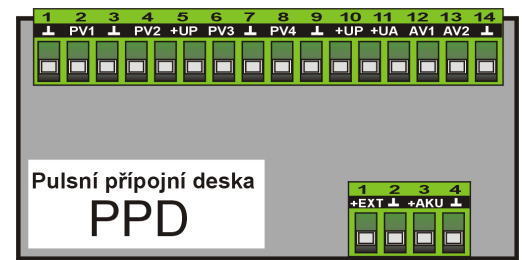 1 2 3 4 5 6 7 8 9 10 11 12 13 14
⊥ PV1 ⊥ PV2 +UP PV3 ⊥ PV4 ⊥ +UP +UA AV1 AV2 ⊥
Pulsní přípojní deska
PPD
1 2 3 4
+EXT ⊥ +AKU ⊥